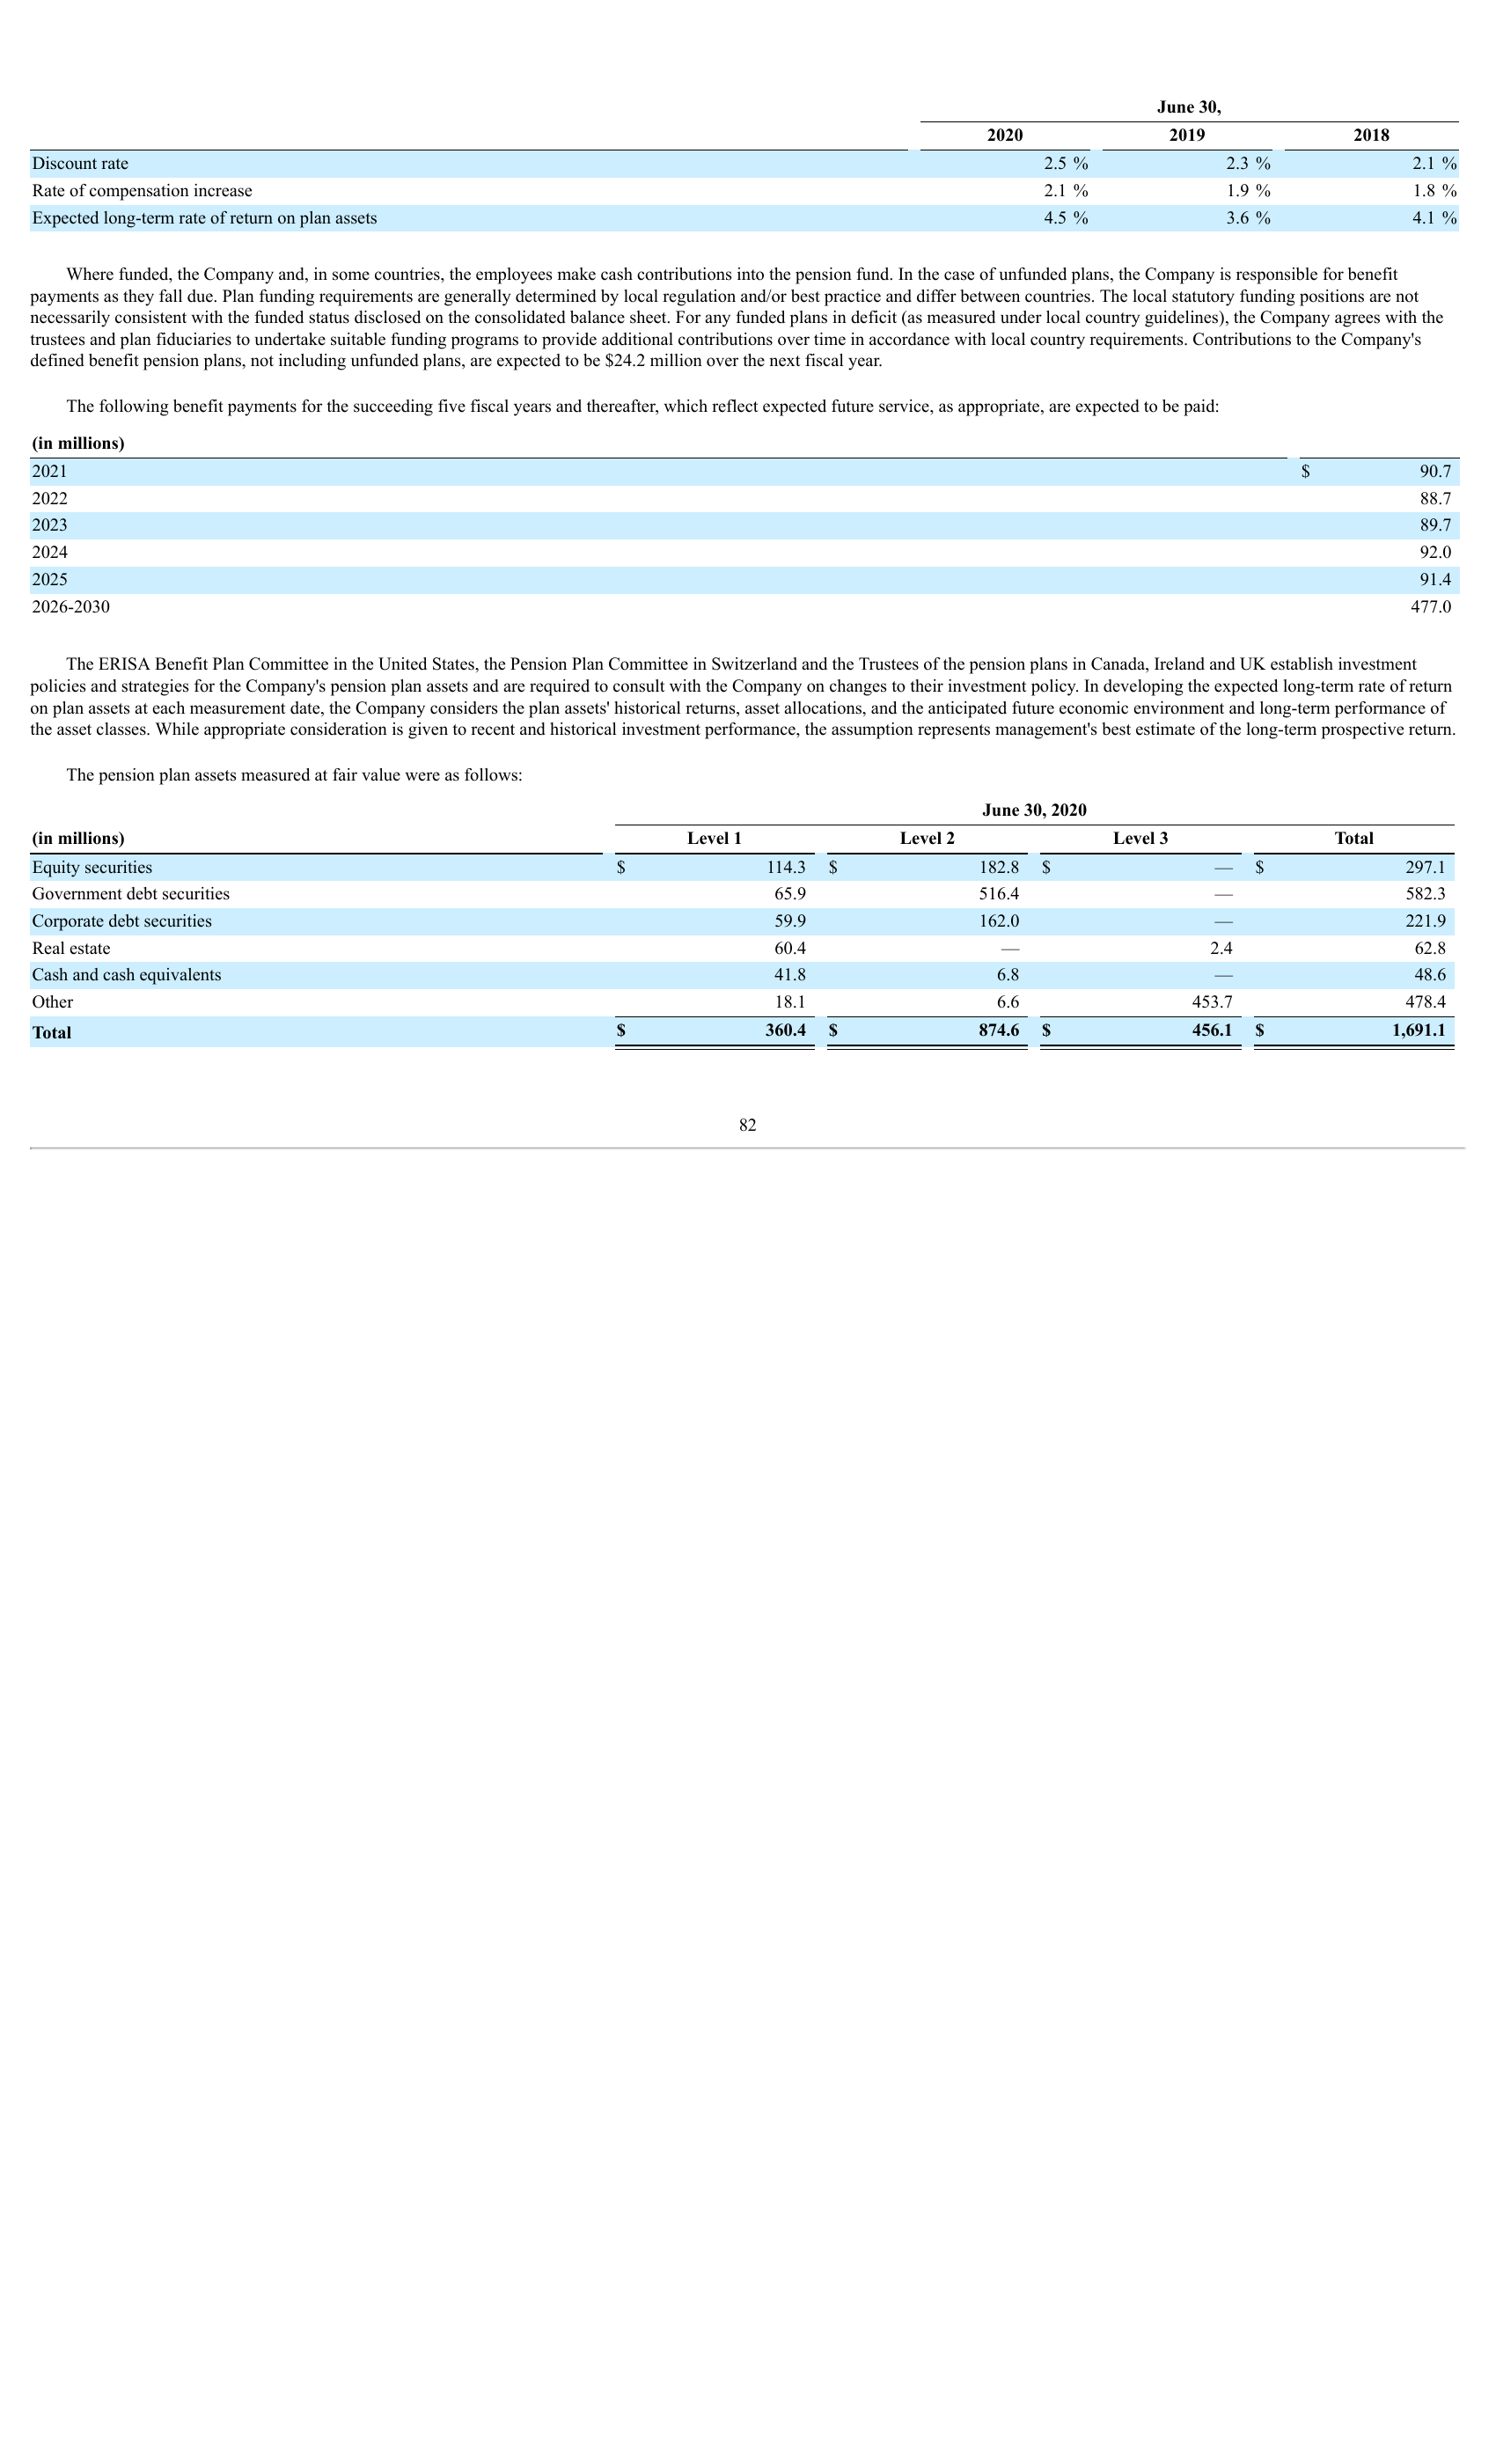 June 30,
2020 2019 2018
Discount rate 2.5 % 2.3 % 2.1 %
Rate of compensation increase 2.1 % 1.9 % 1.8 %
Expected long-term rate of return on plan assets 4.5 % 3.6 % 4.1 %
Where funded, the Company and, in some countries, the employees make cash contributions into the pension fund. In the case of unfunded plans, the Company is responsible for benefit
payments as they fall due. Plan funding requirements are generally determined by local regulation and/or best practice and differ between countries. The local statutory funding positions are not
necessarily consistent with the funded status disclosed on the consolidated balance sheet. For any funded plans in deficit (as measured under local country guidelines), the Company agrees with the
trustees and plan fiduciaries to undertake suitable funding programs to provide additional contributions over time in accordance with local country requirements. Contributions to the Company's
defined benefit pension plans, not including unfunded plans, are expected to be $24.2 million over the next fiscal year.
The following benefit payments for the succeeding five fiscal years and thereafter, which reflect expected future service, as appropriate, are expected to be paid:
(in millions)
2021 $ 90.7
2022 88.7
2023 89.7
2024 92.0
2025 91.4
2026-2030 477.0
The ERISA Benefit Plan Committee in the United States, the Pension Plan Committee in Switzerland and the Trustees of the pension plans in Canada, Ireland and UK establish investment
policies and strategies for the Company's pension plan assets and are required to consult with the Company on changes to their investment policy. In developing the expected long-term rate of return
on plan assets at each measurement date, the Company considers the plan assets' historical returns, asset allocations, and the anticipated future economic environment and long-term performance of
the asset classes. While appropriate consideration is given to recent and historical investment performance, the assumption represents management's best estimate of the long-term prospective return.
The pension plan assets measured at fair value were as follows:
June 30, 2020
(in millions) Level 1 Level 2 Level 3 Total
Equity securities $ 114.3 $ 182.8 $ — $ 297.1
Government debt securities 65.9 516.4 — 582.3
Corporate debt securities 59.9 162.0 — 221.9
Real estate 60.4 — 2.4 62.8
Cash and cash equivalents 41.8 6.8 — 48.6
Other 18.1 6.6 453.7 478.4
Total $ 360.4 $ 874.6 $ 456.1 $ 1,691.1
82